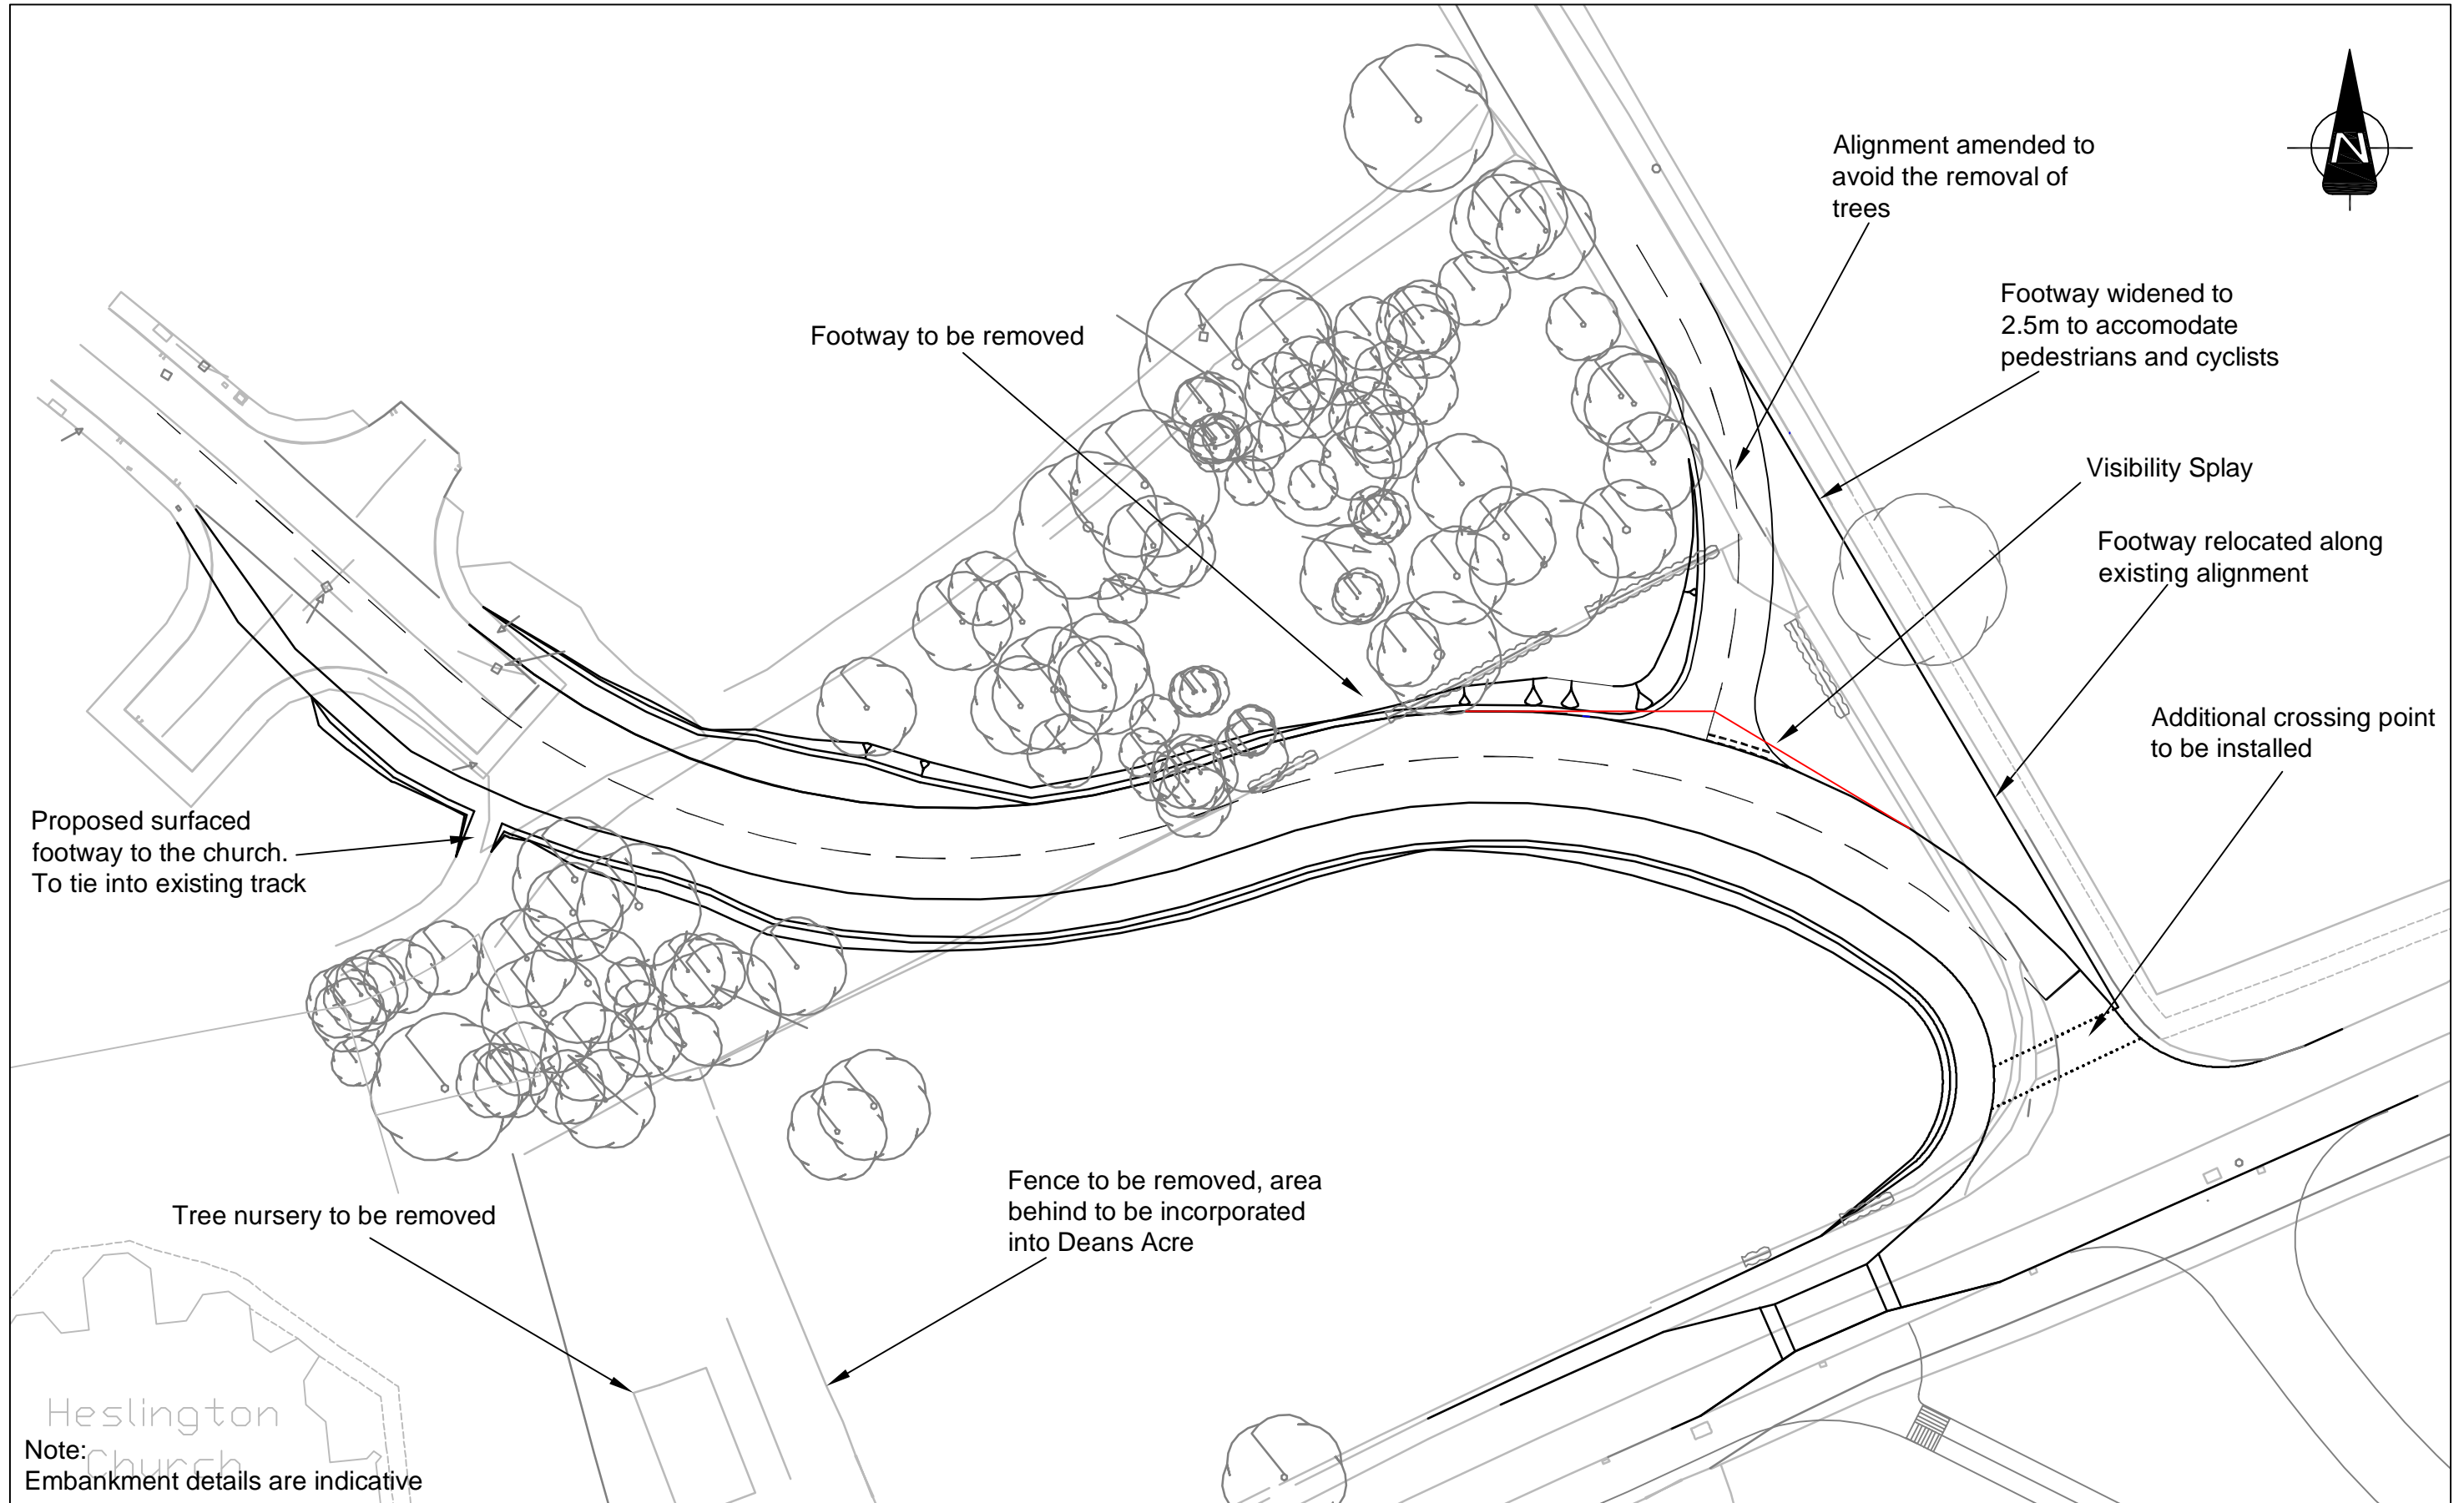 N
Alignment amended to
avoid the removal of
trees
Footway widened to
2.5m to accomodate
pedestrians and cyclists
Footway to be removed
Visibility Splay
Footway relocated along
existing alignment
Additional crossing point
to be installed
Proposed surfaced
footway to the church.
To tie into existing track
Fence to be removed, area
behind to be incorporated
into Deans Acre
Tree nursery to be removed
Heslington
Church
Note:
Embankment details are indicative